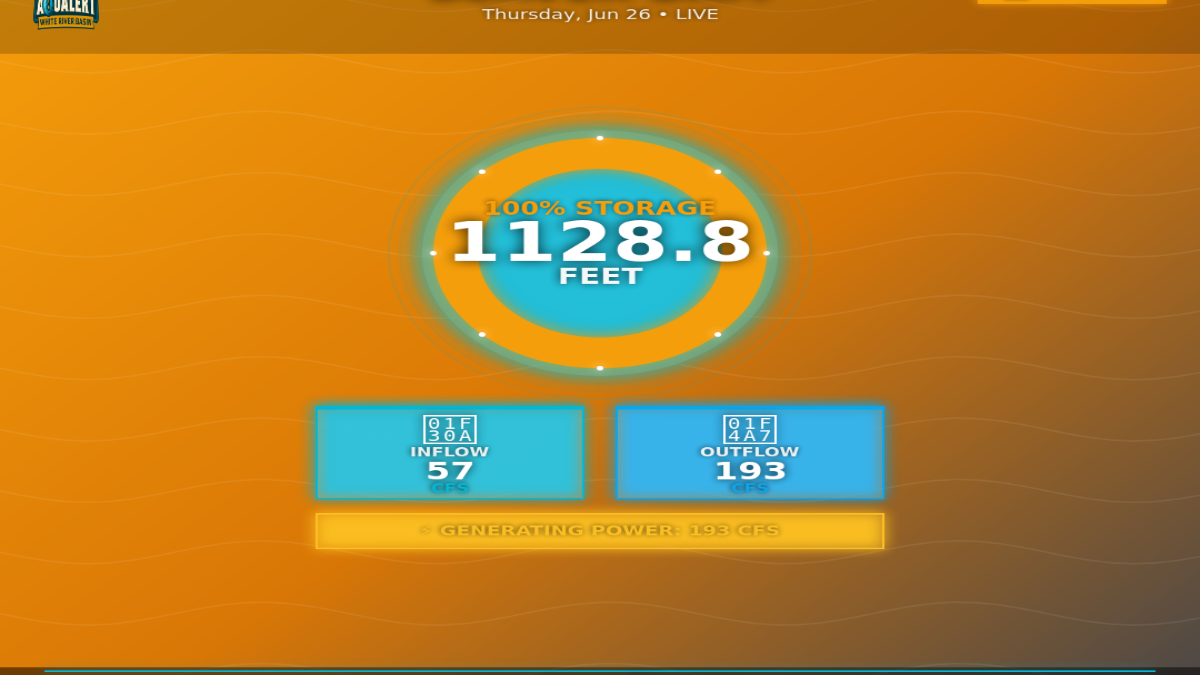 AQUALERT
WHITE RIVER BASIN
Thursday, Jun 26 • LIVE
100% STORAGE
1128.8
FEET
01F
30A
INFLOW
57
CFS
01F
4A7
OUTFLOW
193
CFS
GENERATING POWER: 193 CFS